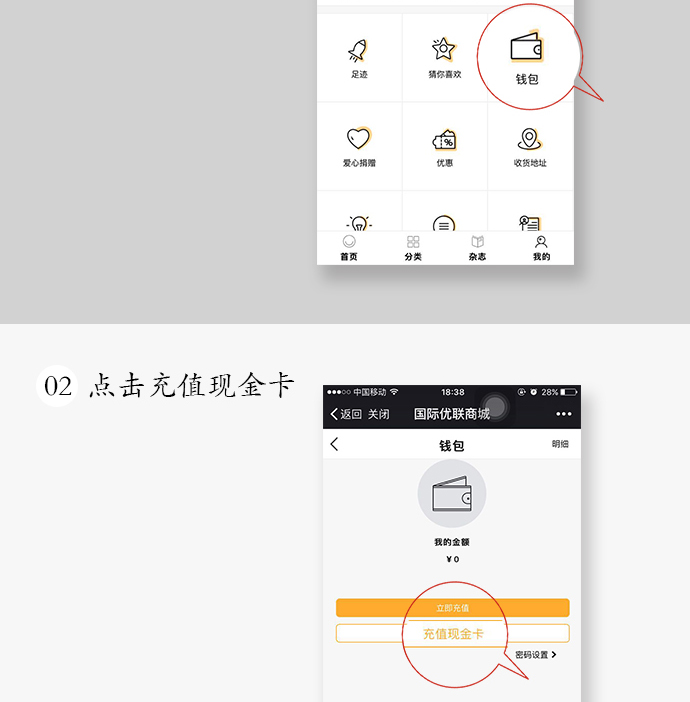 足迹 猜你喜欢 钱包
爱心捐赠 优惠 收货地址
首页 分类 杂志 我的
02 点击充值现金卡
中国移动 18:38 28%
返回 关闭 国际优联商城
钱包 明细
我的金额
¥0
立即充值
充值现金卡
密码设置